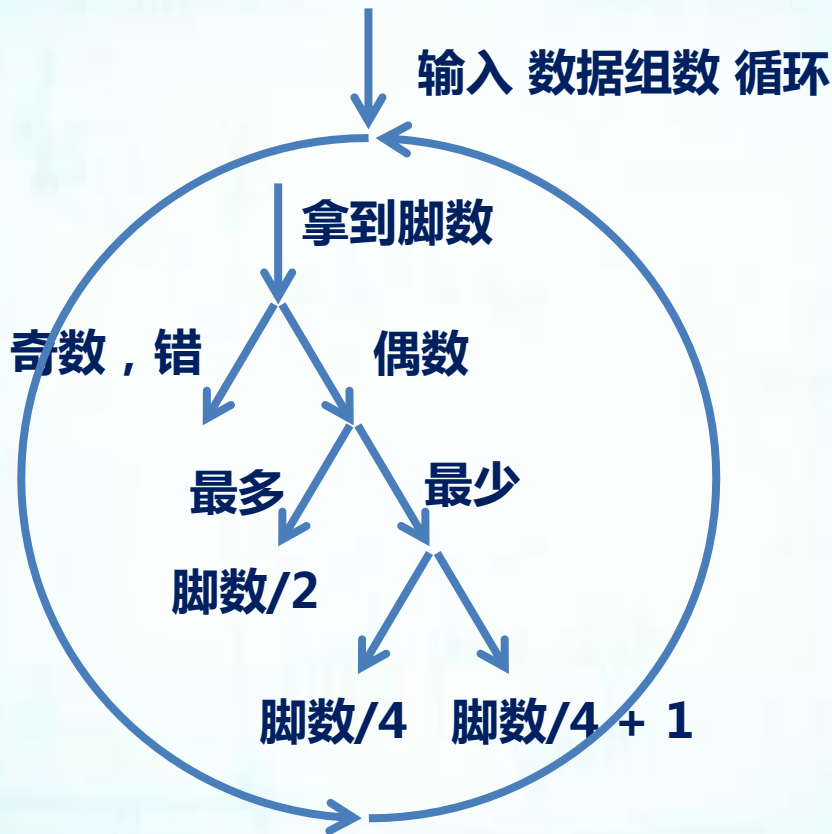 输入 数据组数 循环
拿到脚数
奇数，错
偶数
最多
最少
脚数/2
脚数/4
脚数/4 + 1